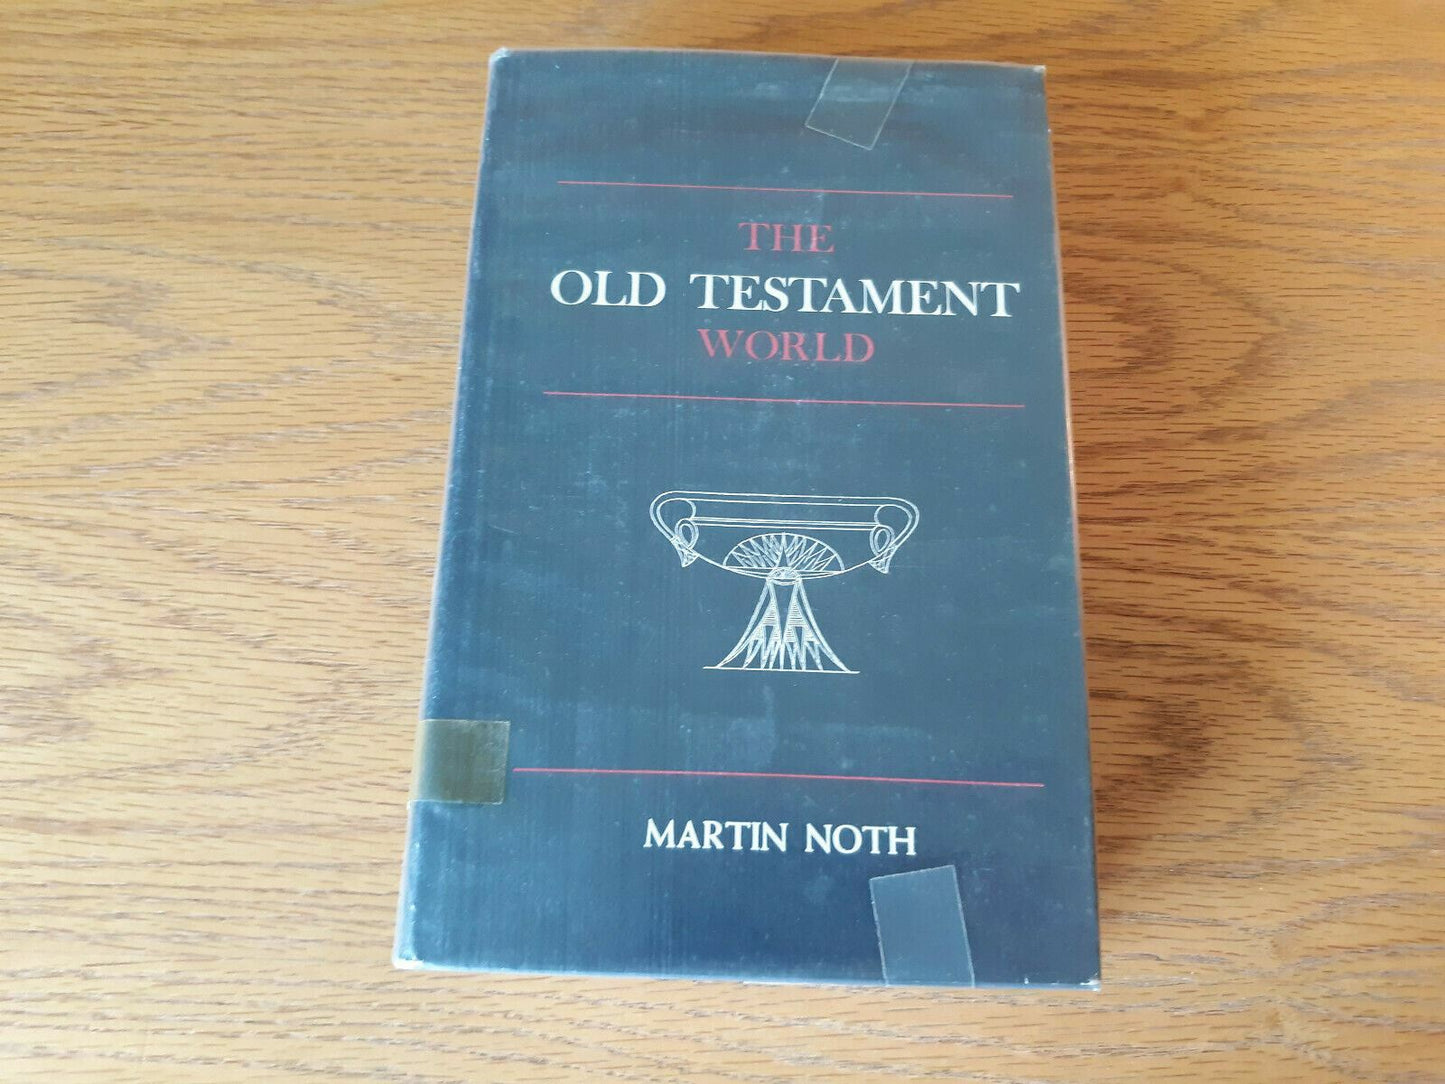 THE
OLD TESTAMENT
WORLD
MARTIN NOTH